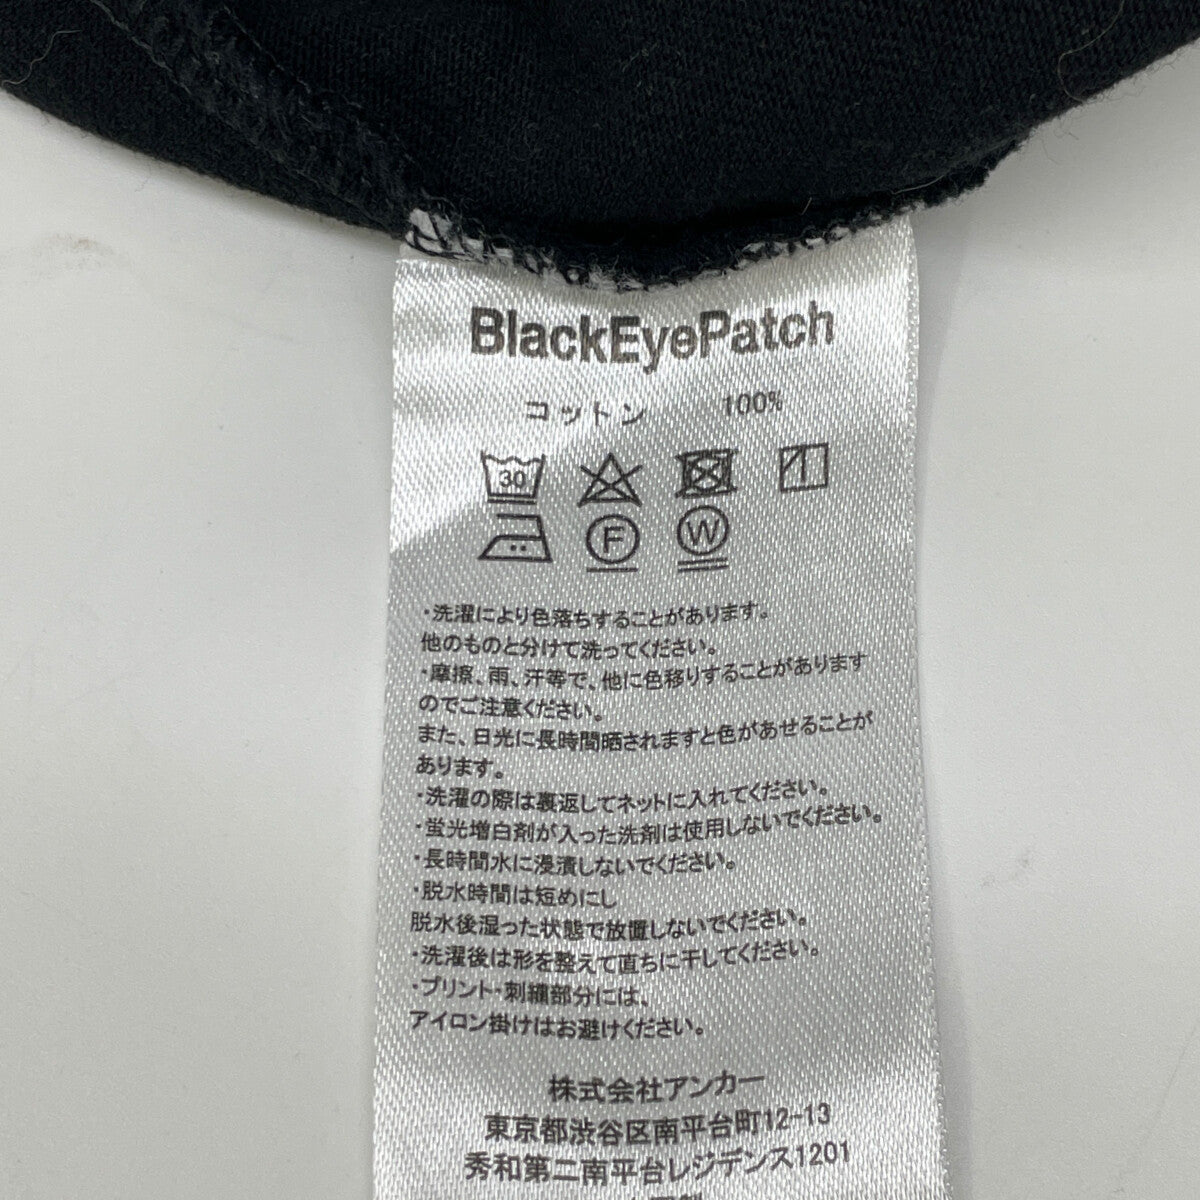 BlackEyePatch
コットン 100%
30
F W
・洗濯により色落ちすることがあります。
他のものと分けて洗ってください。
・摩擦、雨、汗等で、他に色移りすることがあります
のでご注意ください。
また、日光に長時間晒されますと色があせることが
あります。
・洗濯の際は裏返してネットに入れてください。
・蛍光増白剤が入った洗剤は使用しないでください。
・長時間水に浸漬しないでください。
・脱水時間は短めにし
脱水後湿った状態で放置しないでください。
・洗濯後は形を整えて直ちに干してください。
・プリント・刺繍部分には、
アイロン掛けはお避けください。
株式会社アンカー
東京都渋谷区南平台町12-13
秀和第二南平台レジデンス1201